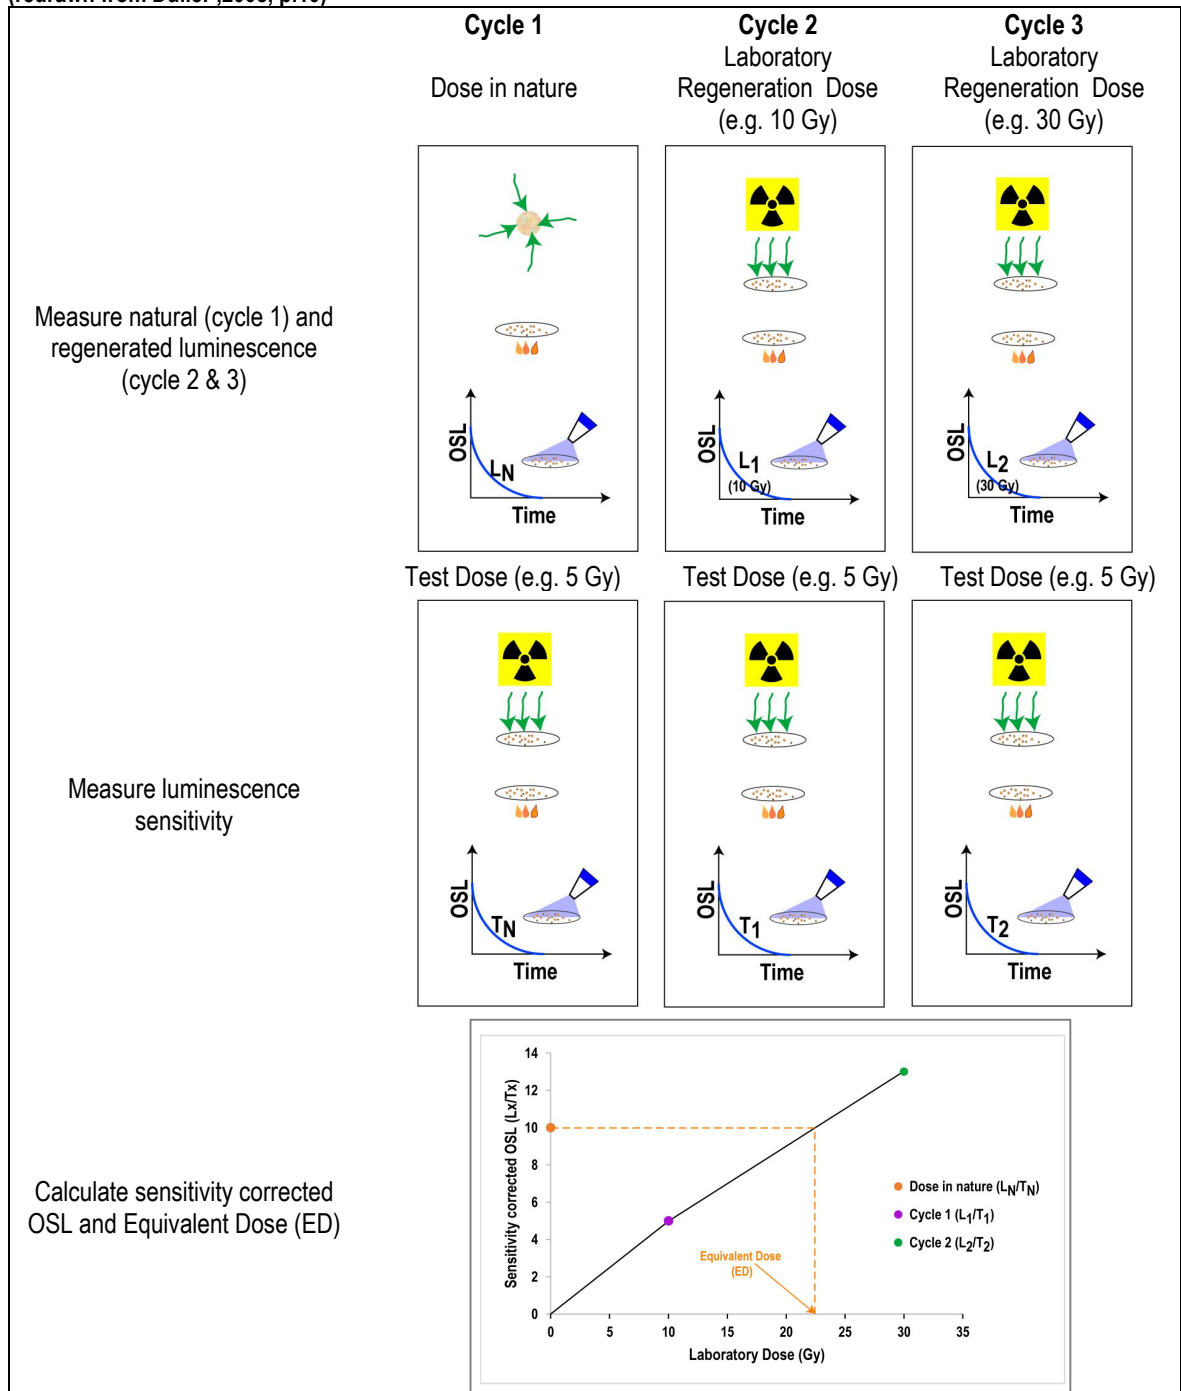 (redrawn from Duller ,2008, p.10)
Cycle 1
Cycle 2
Cycle 3
Dose in nature
Laboratory
Regeneration Dose
(e.g. 10 Gy)
Laboratory
Regeneration Dose
(e.g. 30 Gy)
Measure natural (cycle 1) and
regenerated luminescence
(cycle 2 & 3)
OSL
LN
Time
OSL
L1
(10 Gy)
Time
OSL
L2
(30 Gy)
Time
Test Dose (e.g. 5 Gy)
Test Dose (e.g. 5 Gy)
Test Dose (e.g. 5 Gy)
Measure luminescence
sensitivity
OSL
TN
Time
OSL
T1
Time
OSL
T2
Time
Calculate sensitivity corrected
OSL and Equivalent Dose (ED)
Sensitivity corrected OSL (Lx/Tx)
14
12
10
8
6
4
2
0
0 5 10 15 20 25 30 35
Laboratory Dose (Gy)
Equivalent Dose
(ED)
Dose in nature (LN/TN)
Cycle 1 (L1/T1)
Cycle 2 (L2/T2)